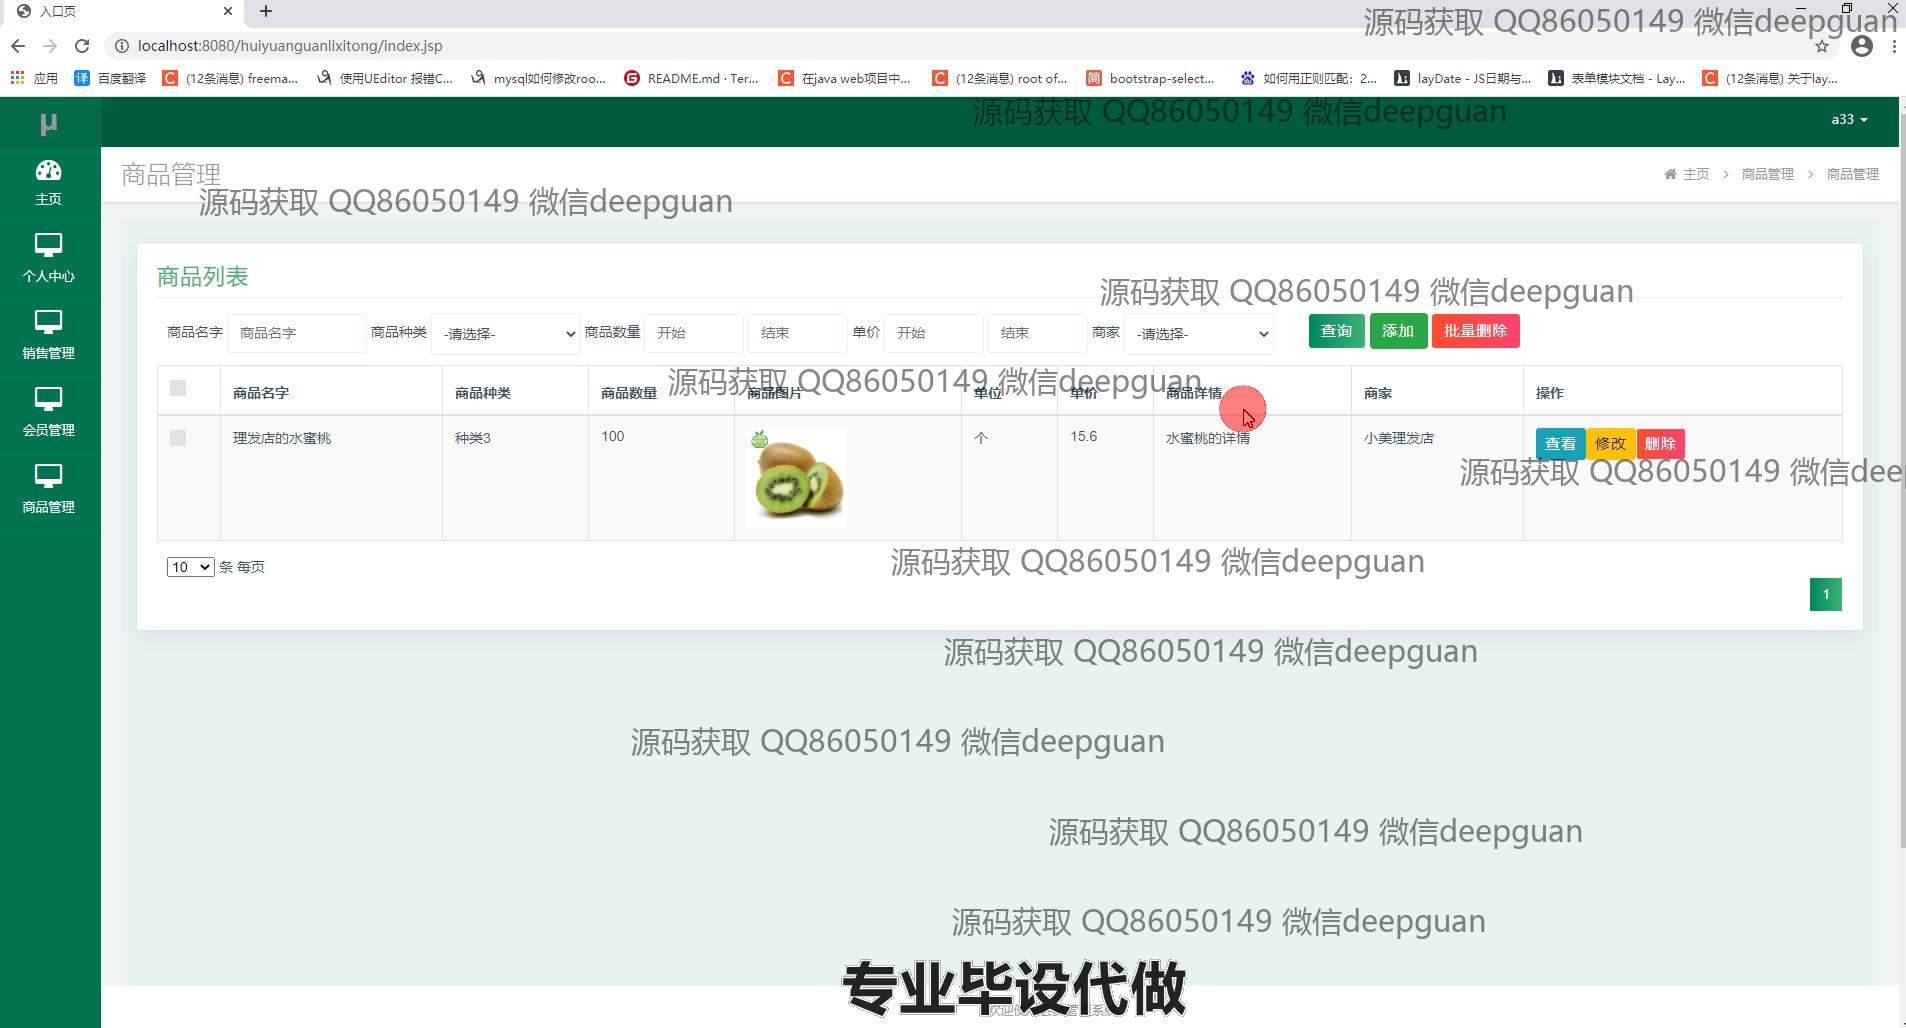 入口页
源码获取 QQ86050149 微信deepguan
localhost:8080/huiyuanguanlixitong/index.jsp
应用 百度翻译 (12条消息) freema... 使用UEditor 报错C... mysql如何修改roo... README.md · Ter... 在java web项目中... (12条消息) root of... bootstrap-select... 如何用正则匹配：2... layDate - JS日期与... 表单模块文档 - Lay... (12条消息) 关于lay...
源码获取 QQ86050149 微信deepguan
μ
a33
主页
个人中心
销售管理
会员管理
商品管理
商品管理
主页 > 商品管理 > 商品管理
源码获取 QQ86050149 微信deepguan
商品列表
源码获取 QQ86050149 微信deepguan
商品名字 商品名字 商品种类 -请选择- 商品数量 开始 结束 单价 开始 结束 商家 -请选择- 查询 添加 批量删除
源码获取 QQ86050149 微信deepguan
商品名字 商品种类 商品数量 商品图片 单位 单价 商品详情 商家 操作
理发店的水蜜桃 种类3 100 个 15.6 水蜜桃的详情 小美理发店 查看 修改 删除
源码获取 QQ86050149 微信dee
10 条 每页
源码获取 QQ86050149 微信deepguan
1
源码获取 QQ86050149 微信deepguan
源码获取 QQ86050149 微信deepguan
源码获取 QQ86050149 微信deepguan
源码获取 QQ86050149 微信deepguan
专业毕设代做